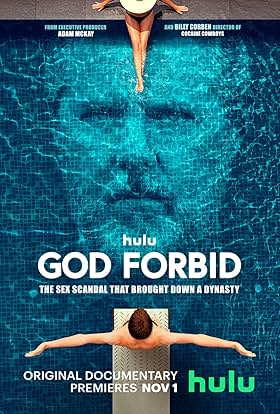 FROM EXECUTIVE PRODUCER
ADAM MCKAY
AND BILLY CORBEN DIRECTOR OF
COCAINE COWBOYS
hulu
GOD FORBID
THE SEX SCANDAL THAT BROUGHT DOWN A DYNASTY
ORIGINAL DOCUMENTARY
PREMIERES NOV 1
hulu